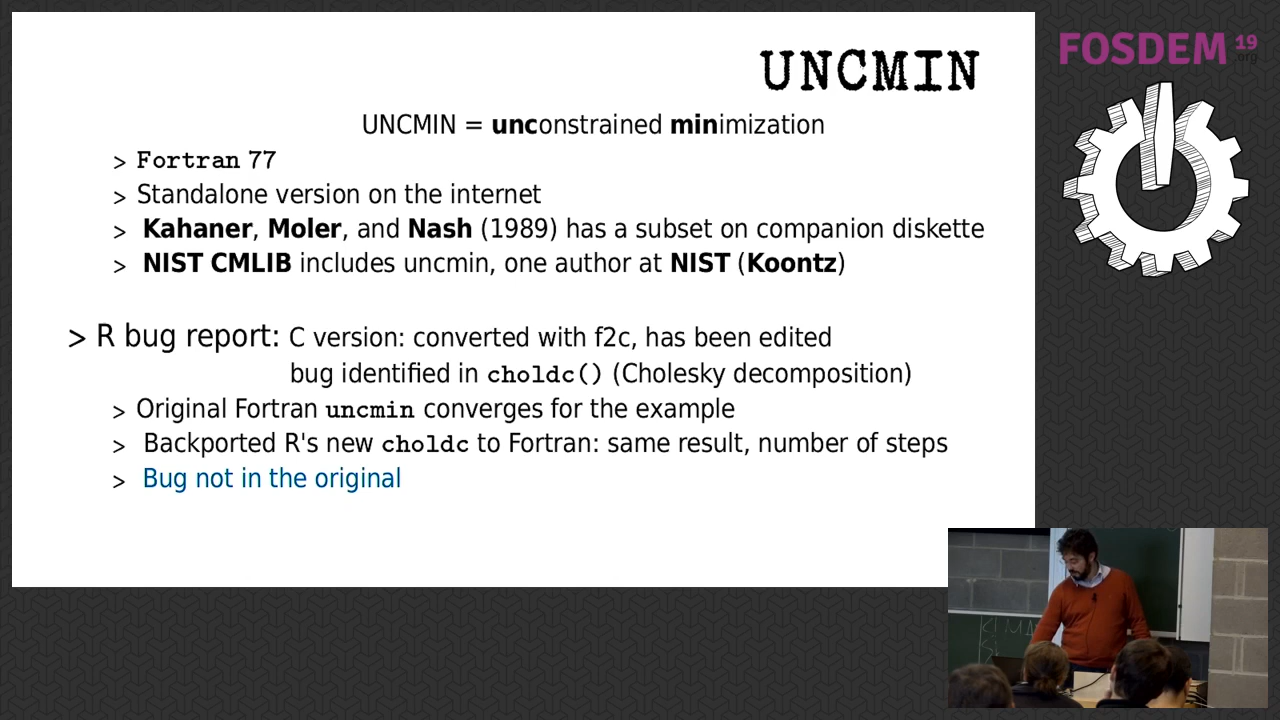 UNCMIN
UNCMIN = unconstrained minimization
> Fortran 77
> Standalone version on the internet
> Kahaner, Moler, and Nash (1989) has a subset on companion diskette
> NIST CMLIB includes uncmin, one author at NIST (Koontz)
> R bug report: C version: converted with f2c, has been edited
bug identified in choldc() (Cholesky decomposition)
> Original Fortran uncmin converges for the example
> Backported R's new choldc to Fortran: same result, number of steps
> Bug not in the original
FOSDEM 19
.org